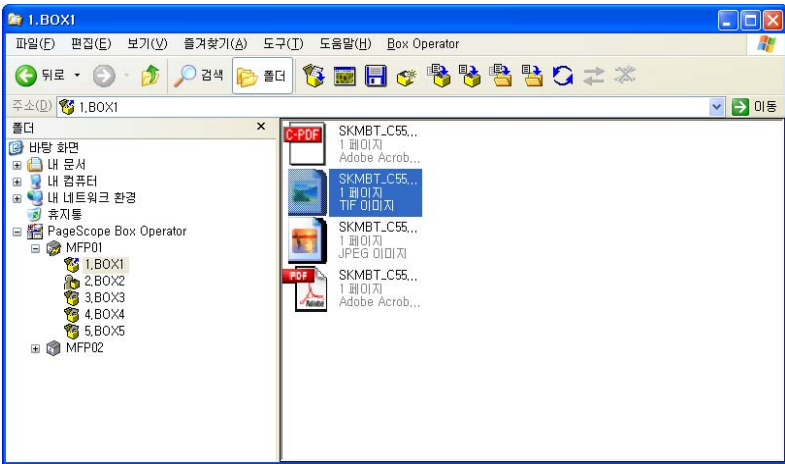 1.BOX1
파일(F) 편집(E) 보기(V) 즐겨찾기(A) 도구(T) 도움말(H) Box Operator
뒤로 검색 폴더
주소(D) 1.BOX1 이동
폴더
바탕 화면
내 문서
내 컴퓨터
내 네트워크 환경
휴지통
PageScope Box Operator
MFP01
1.BOX1
2.BOX2
3.BOX3
4.BOX4
5.BOX5
MFP02
C-PDF
SKMBT_C55...
1 페이지
Adobe Acrob...
SKMBT_C55...
1 페이지
TIF 이미지
SKMBT_C55...
1 페이지
JPEG 이미지
PDF
Adobe
SKMBT_C55...
1 페이지
Adobe Acrob...